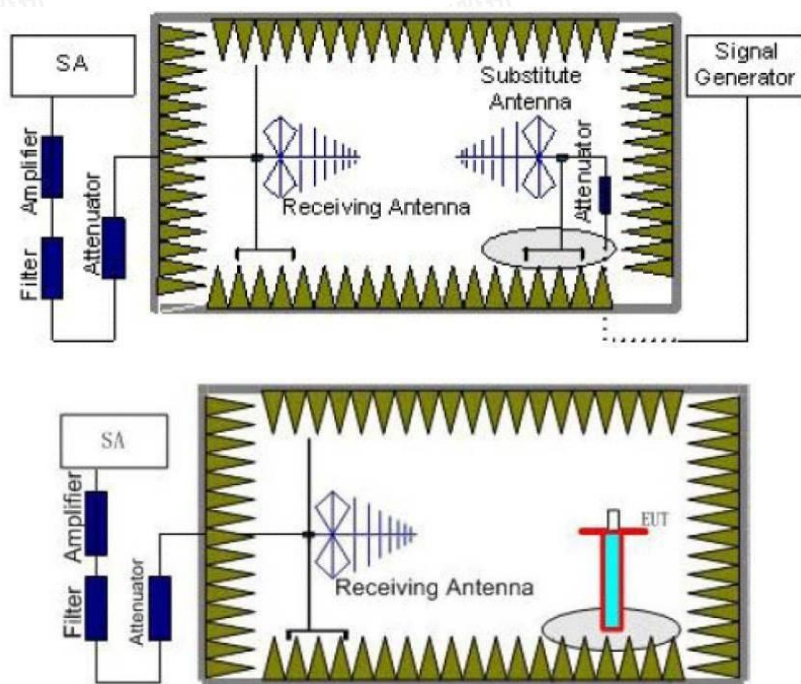 SA
Signal
Generator
Substitute
Antenna
Amplifier
Attenuator
Attenuator
Filter
Receiving Antenna
SA
Amplifier
EUT
Filter
Attenuator
Receiving Antenna